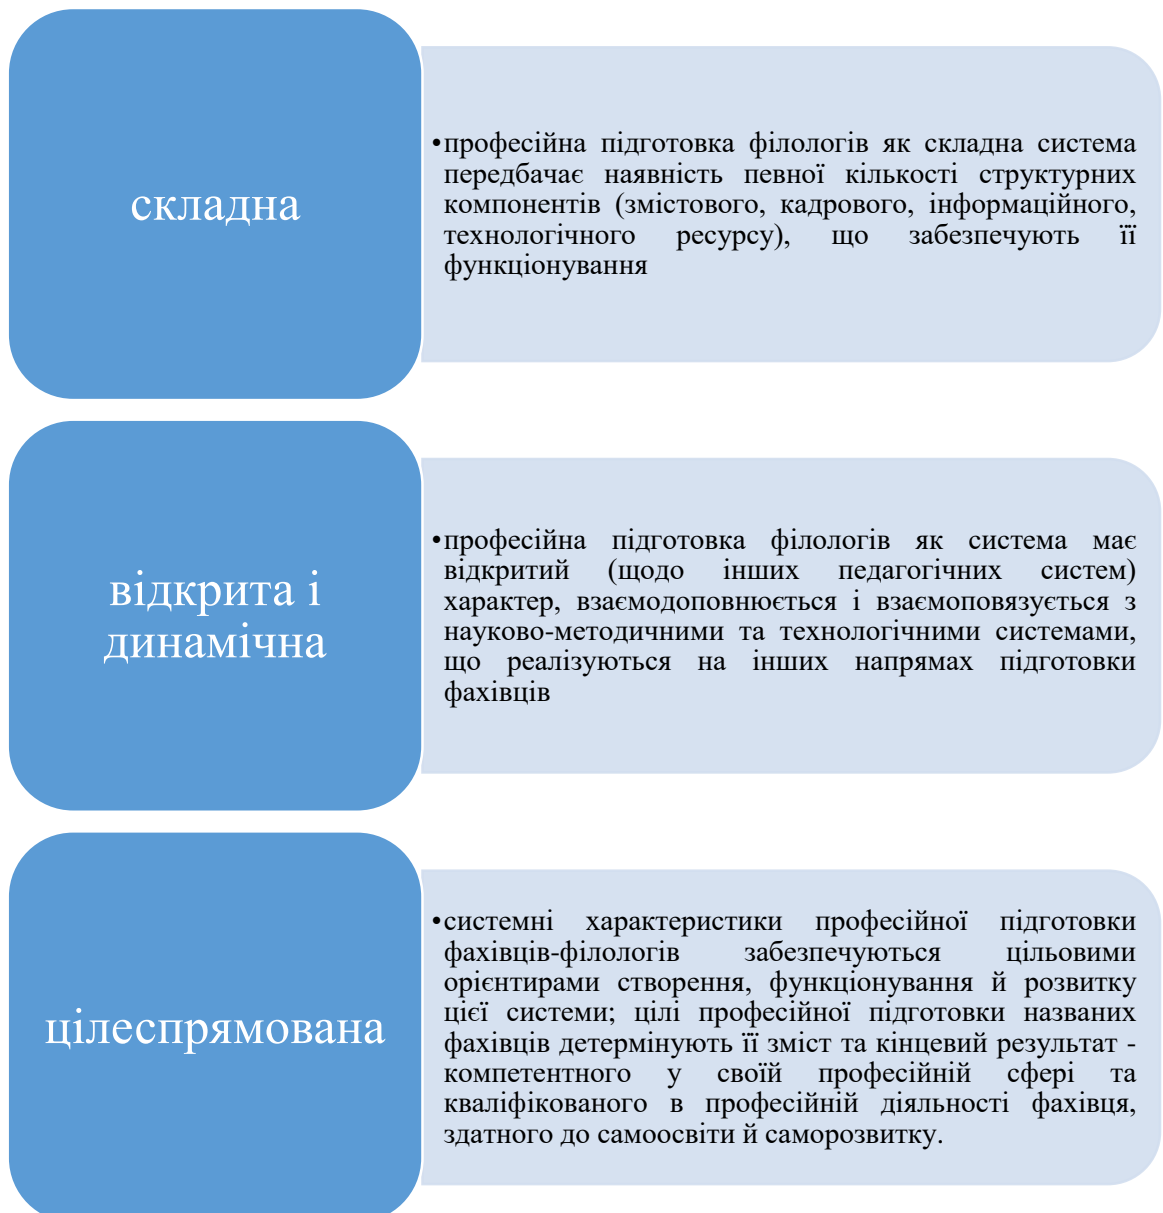 складна
•професійна підготовка філологів як складна система
передбачає наявність певної кількості структурних
компонентів (змістового, кадрового, інформаційного,
технологічного ресурсу), що забезпечують її
функціонування
відкрита і
динамічна
•професійна підготовка філологів як система має
відкритий (щодо інших педагогічних систем)
характер, взаємодоповнюється і взаємоповязується з
науково-методичними та технологічними системами,
що реалізуються на інших напрямах підготовки
фахівців
цілеспрямована
•системні характеристики професійної підготовки
фахівців-філологів забезпечуються цільовими
орієнтирами створення, функціонування й розвитку
цієї системи; цілі професійної підготовки названих
фахівців детермінують її зміст та кінцевий результат -
компетентного у своїй професійній сфері та
кваліфікованого в професійній діяльності фахівця,
здатного до самоосвіти й саморозвитку.